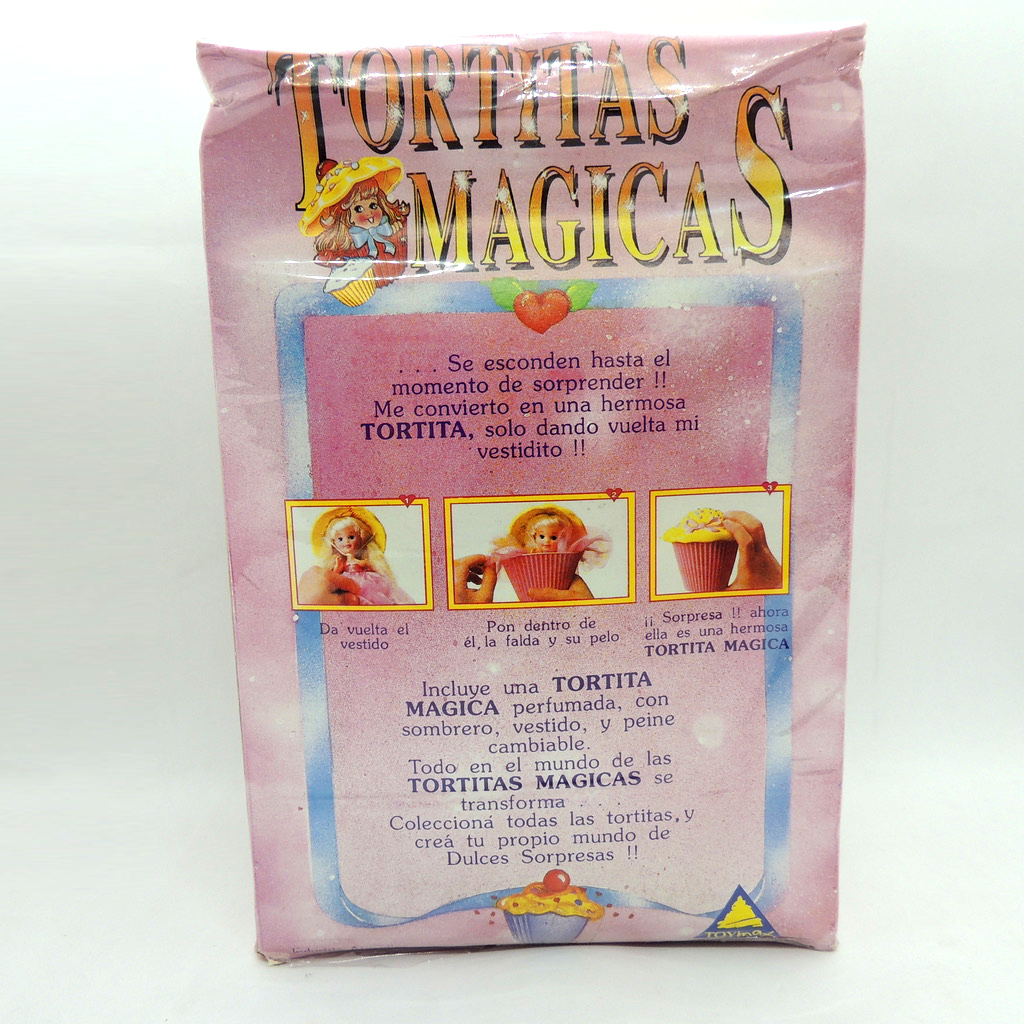 TORTITAS
MAGICAS
. . . Se esconden hasta el
momento de sorprender !!
Me convierto en una hermosa
TORTITA, solo dando vuelta mi
vestidito !!
1
2
3
Da vuelta el
vestido
Pon dentro de
él, la falda y su pelo
¡¡ Sorpresa !! ahora
ella es una hermosa
TORTITA MAGICA
Incluye una TORTITA
MAGICA perfumada, con
sombrero, vestido, y peine
cambiable.
Todo en el mundo de las
TORTITAS MAGICAS se
transforma . . .
Coleccioná todas las tortitas, y
creá tu propio mundo de
Dulces Sorpresas !!
TOYmax